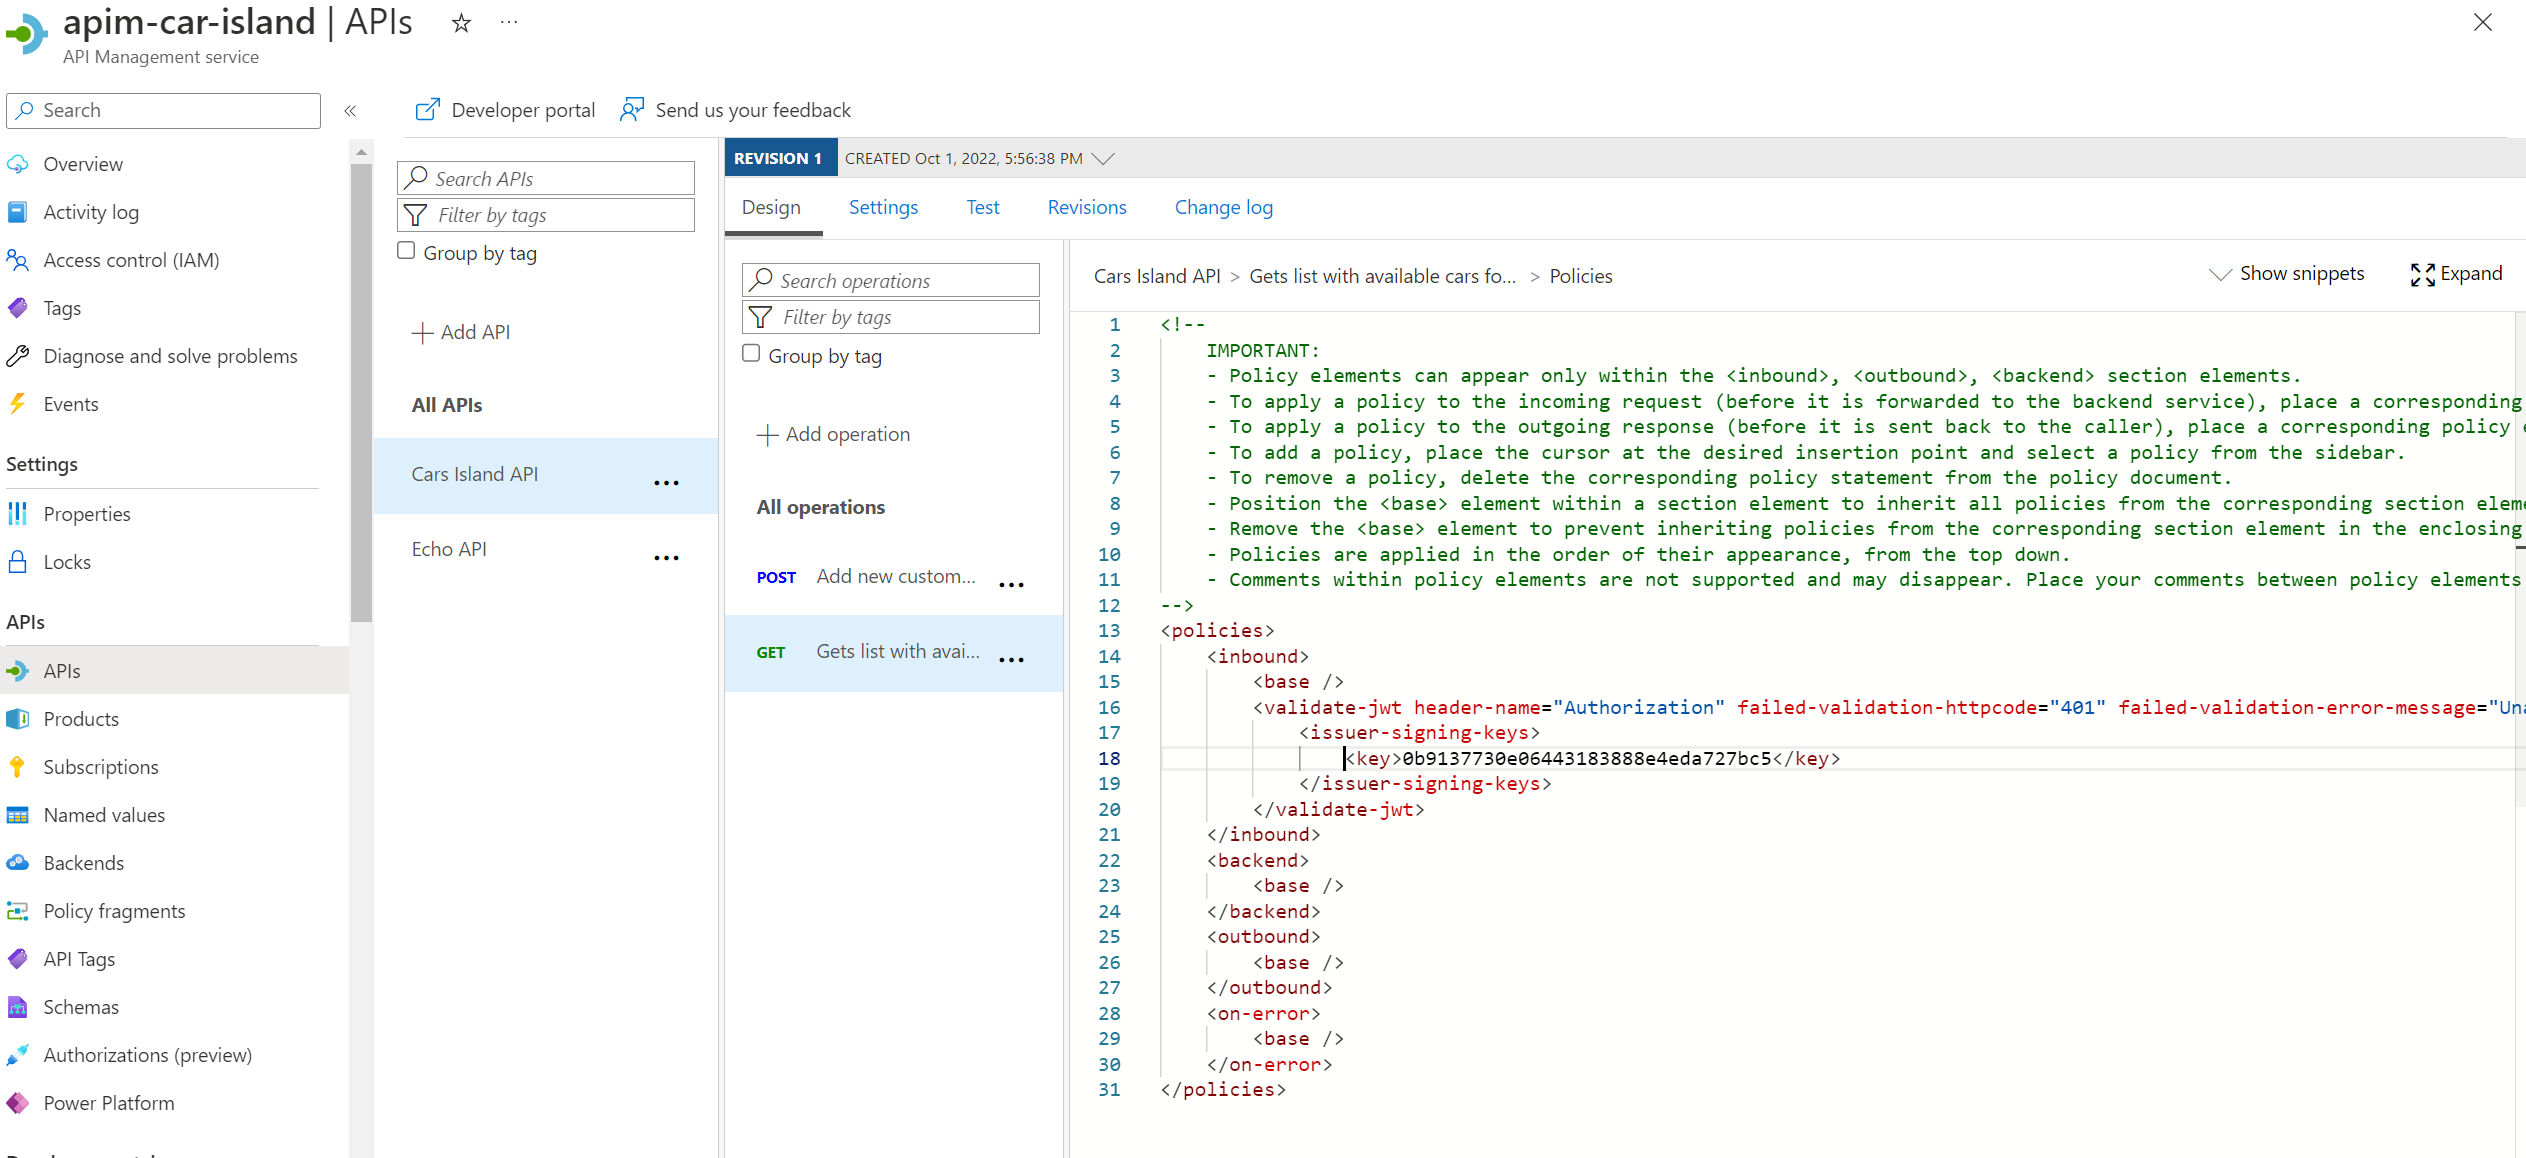 apim-car-island | APIs
API Management service
Search
Developer portal
Send us your feedback
Overview
Activity log
Access control (IAM)
Tags
Diagnose and solve problems
Events
Settings
Properties
Locks
APIs
APIs
Products
Subscriptions
Named values
Backends
Policy fragments
API Tags
Schemas
Authorizations (preview)
Power Platform
Search APIs
Filter by tags
Group by tag
Add API
All APIs
Cars Island API
Echo API
REVISION 1 CREATED Oct 1, 2022, 5:56:38 PM
Design Settings Test Revisions Change log
Search operations
Filter by tags
Group by tag
Add operation
All operations
POST Add new custom...
GET Gets list with avai...
Cars Island API > Gets list with available cars fo... > Policies
Show snippets
Expand
1 <!--
2 IMPORTANT:
3 - Policy elements can appear only within the <inbound>, <outbound>, <backend> section elements.
4 - To apply a policy to the incoming request (before it is forwarded to the backend service), place a corresponding
5 - To apply a policy to the outgoing response (before it is sent back to the caller), place a corresponding policy
6 - To add a policy, place the cursor at the desired insertion point and select a policy from the sidebar.
7 - To remove a policy, delete the corresponding policy statement from the policy document.
8 - Position the <base> element within a section element to inherit all policies from the corresponding section
9 - Remove the <base> element to prevent inheriting policies from the corresponding section element in the enclosing
10 - Policies are applied in the order of their appearance, from the top down.
11 - Comments within policy elements are not supported and may disappear. Place your comments between policy elements
12 -->
13 <policies>
14 <inbound>
15 <base />
16 <validate-jwt header-name="Authorization" failed-validation-httpcode="401" failed-validation-error-message="Una
17 <issuer-signing-keys>
18 <key>0b9137730e06443183888e4eda727bc5</key>
19 </issuer-signing-keys>
20 </validate-jwt>
21 </inbound>
22 <backend>
23 <base />
24 </backend>
25 <outbound>
26 <base />
27 </outbound>
28 <on-error>
29 <base />
30 </on-error>
31 </policies>